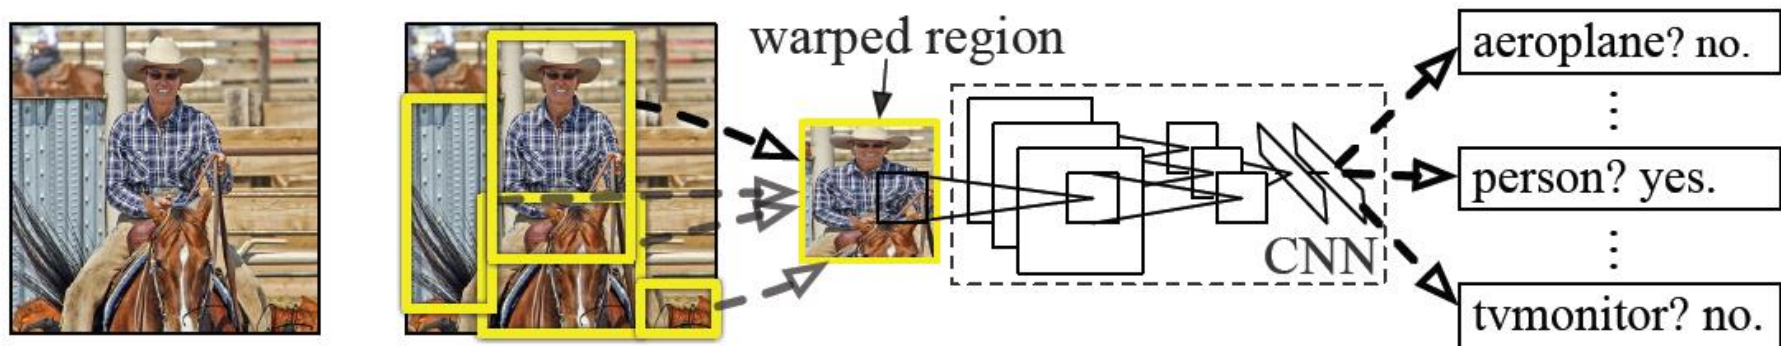 warped region
aeroplane? no.
person? yes.
CNN
tvmonitor? no.